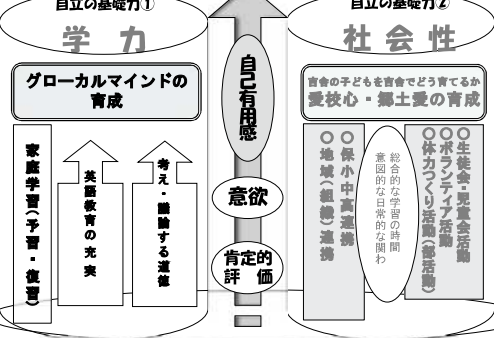 自立の基礎力①
学 力
グローカルマインドの
育成
家庭学習(予習・復習)
英語教育の充実
考え・議論する道徳
自己有用感
意欲
肯定的
評 価
自立の基礎力②
社会性
吉舎の子どもを吉舎でどう育てるか
愛校心・郷土愛の育成
○保小中高連携
○地域(組織)連携
総合的な学習の時間
意図的な日常的な関わ
○生徒会・児童会活動
○ボランティア活動
○体力つくり活動(部活動)